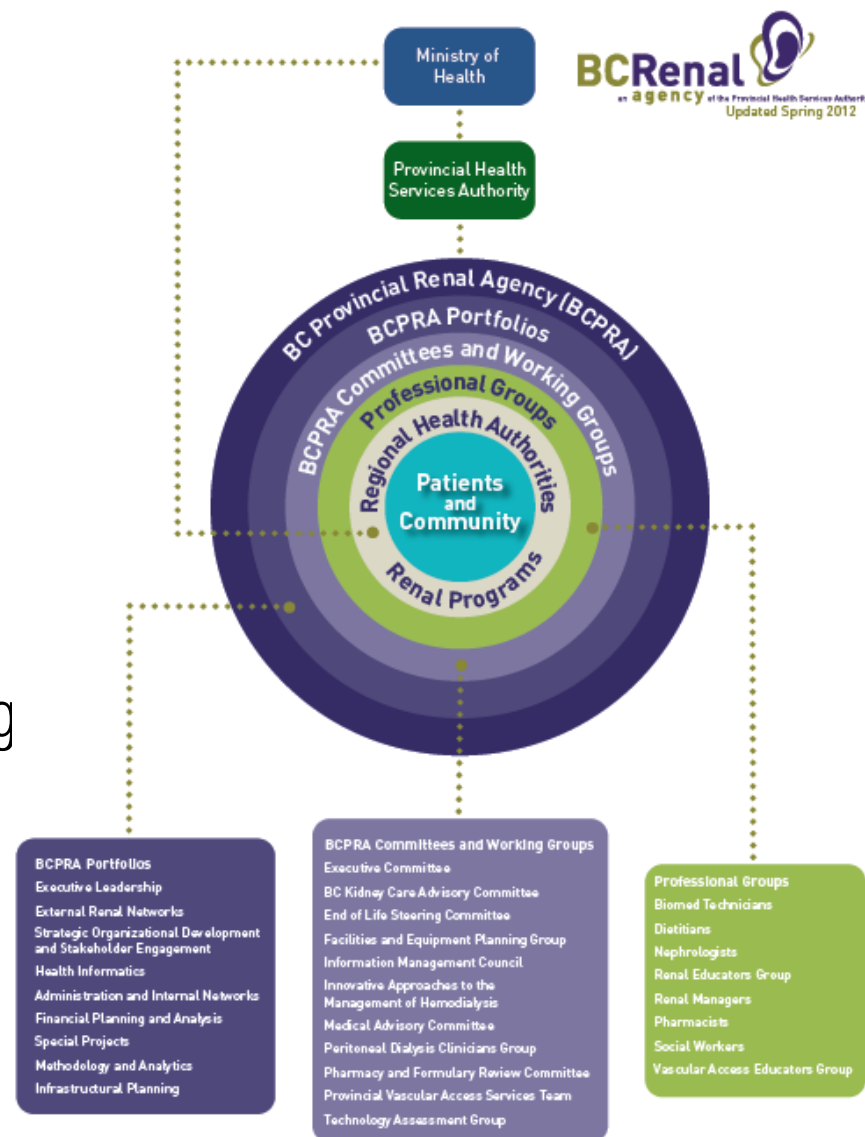 Ministry of
Health
BCRenal
an agency of the Provincial Health Services Authorit
Updated Spring 2012
Provincial Health
Services Authority
BC Provincial Renal Agency (BCPRA)
BCPRA Portfolios
BCPRA Committees and Working Groups
Professional Groups
Regional Health Authorities
Patients
and
Community
Renal Programs
g
BCPRA Portfolios
Executive Leadership
External Renal Networks
Strategic Organizational Development
and Stakeholder Engagement
Health Informatics
Administration and Internal Networks
Financial Planning and Analysis
Special Projects
Methodology and Analytics
Infrastructural Planning
BCPRA Committees and Working Groups
Executive Committee
BC Kidney Care Advisory Committee
End of Life Steering Committee
Facilities and Equipment Planning Group
Information Management Council
Innovative Approaches to the
Management of Hemodialysis
Medical Advisory Committee
Peritoneal Dialysis Clinicians Group
Pharmacy and Formulary Review Committee
Provincial Vascular Access Services Team
Technology Assessment Group
Professional Groups
Biomed Technicians
Dietitians
Nephrologists
Renal Educators Group
Renal Managers
Pharmacists
Social Workers
Vascular Access Educators Group